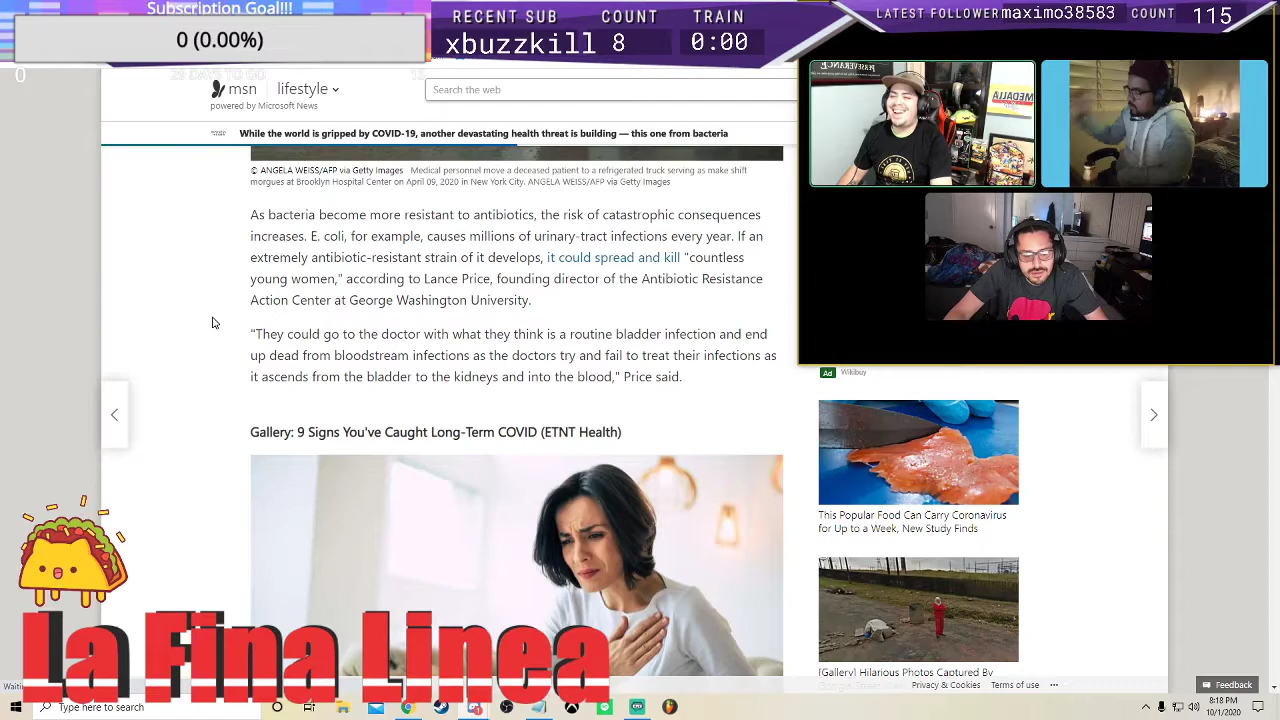 Subscription Goal!!!
0 (0.00%)
0
29 DAYS TO GO
RECENT SUB
COUNT
TRAIN
xbuzzkill 8
0:00
LATEST FOLLOWER
maximo38583
COUNT
115
PERSEVERANCE
MEDALLA
msn
lifestyle
powered by Microsoft News
Search the web
While the world is gripped by COVID-19, another devastating health threat is building — this one from bacteria
© ANGELA WEISS/AFP via Getty Images Medical personnel move a deceased patient to a refrigerated truck serving as make shift
morgues at Brooklyn Hospital Center on April 09, 2020 in New York City. ANGELA WEISS/AFP via Getty Images
As bacteria become more resistant to antibiotics, the risk of catastrophic consequences
increases. E. coli, for example, causes millions of urinary-tract infections every year. If an
extremely antibiotic-resistant strain of it develops, it could spread and kill "countless
young women," according to Lance Price, founding director of the Antibiotic Resistance
Action Center at George Washington University.
"They could go to the doctor with what they think is a routine bladder infection and end
up dead from bloodstream infections as the doctors try and fail to treat their infections as
it ascends from the bladder to the kidneys and into the blood," Price said.
Gallery: 9 Signs You've Caught Long-Term COVID (ETNT Health)
Ad
Wikibuy
This Popular Food Can Carry Coronavirus
for Up to a Week, New Study Finds
[Gallery] Hilarious Photos Captured By
Privacy & Cookies
Terms of use
Feedback
La Fina Linea
Type here to search
8:18 PM
10/1/2020